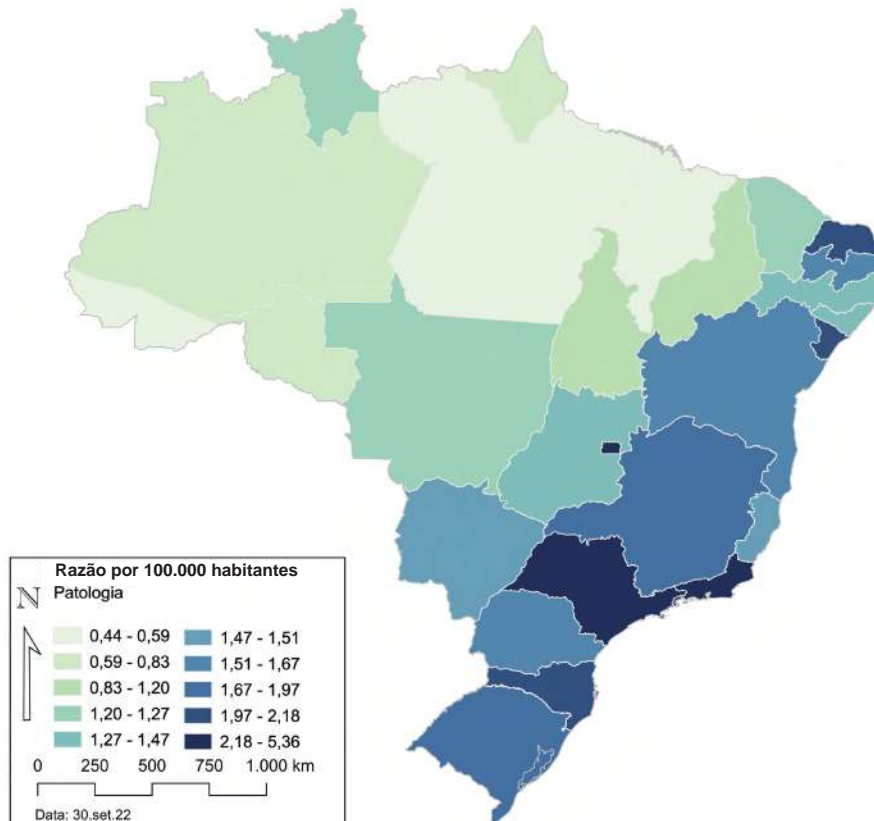 Razão por 100.000 habitantes
N Patologia
0,44 - 0,59
0,59 - 0,83
0,83 - 1,20
1,20 - 1,27
1,27 - 1,47
1,47 - 1,51
1,51 - 1,67
1,67 - 1,97
1,97 - 2,18
2,18 - 5,36
0 250 500 750 1.000 km
Data: 30.set.22